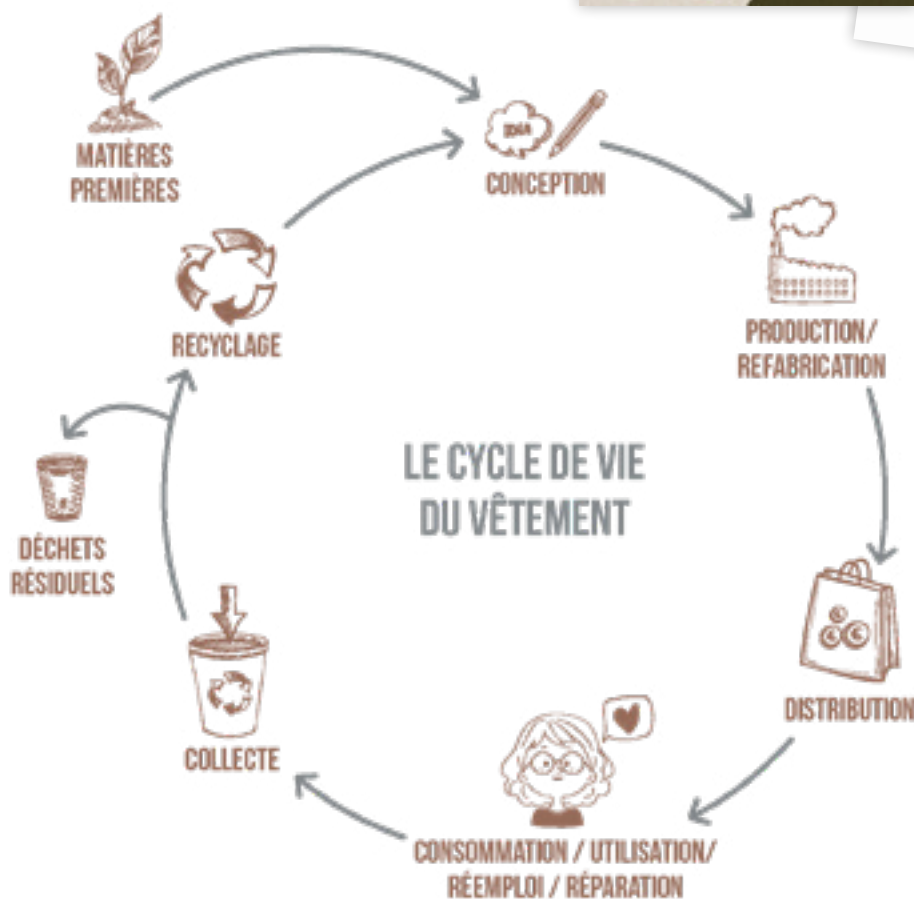 MATIÈRES
PREMIÈRES
IDEA
CONCEPTION
PRODUCTION/
REFABRICATION
DISTRIBUTION
CONSOMMATION / UTILISATION/
RÉEMPLOI / RÉPARATION
COLLECTE
DÉCHETS
RÉSIDUELS
RECYCLAGE
LE CYCLE DE VIE
DU VÊTEMENT